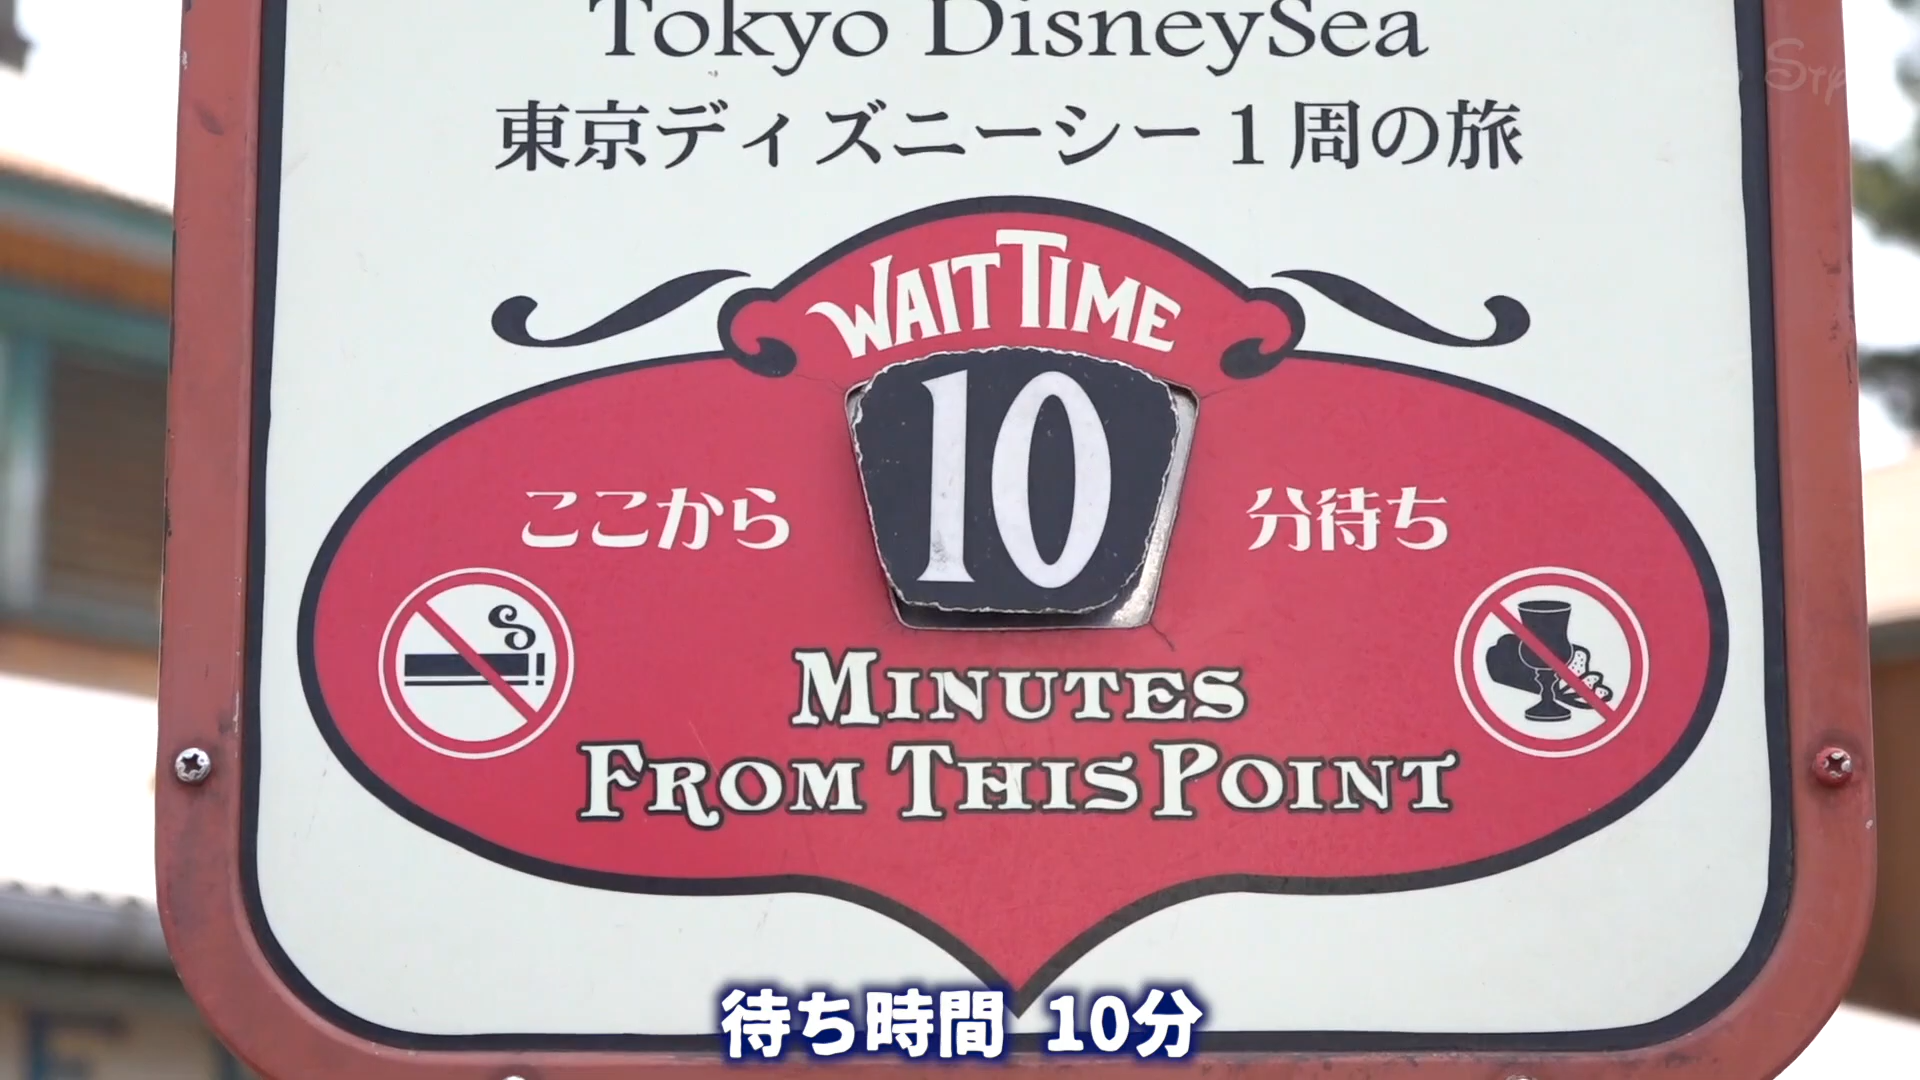 Tokyo DisneySea
東京ディズニーシー1周の旅
WAIT TIME
10
ここから 分待ち
MINUTES
FROM THIS POINT
待ち時間 10分